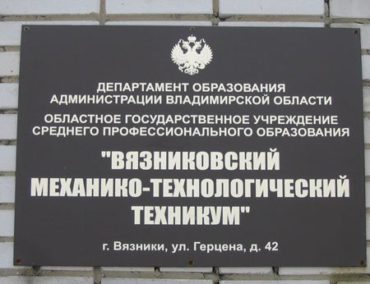 ДЕПАРТАМЕНТ ОБРАЗОВАНИЯ
АДМИНИСТРАЦИИ ВЛАДИМИРСКОЙ ОБЛАСТИ
ОБЛАСТНОЕ ГОСУДАРСТВЕННОЕ УЧРЕЖДЕНИЕ
СРЕДНЕГО ПРОФЕССИОНАЛЬНОГО ОБРАЗОВАНИЯ
"ВЯЗНИКОВСКИЙ
МЕХАНИКО-ТЕХНОЛОГИЧЕСКИЙ
ТЕХНИКУМ"
г. Вязники, ул. Герцена, д. 42